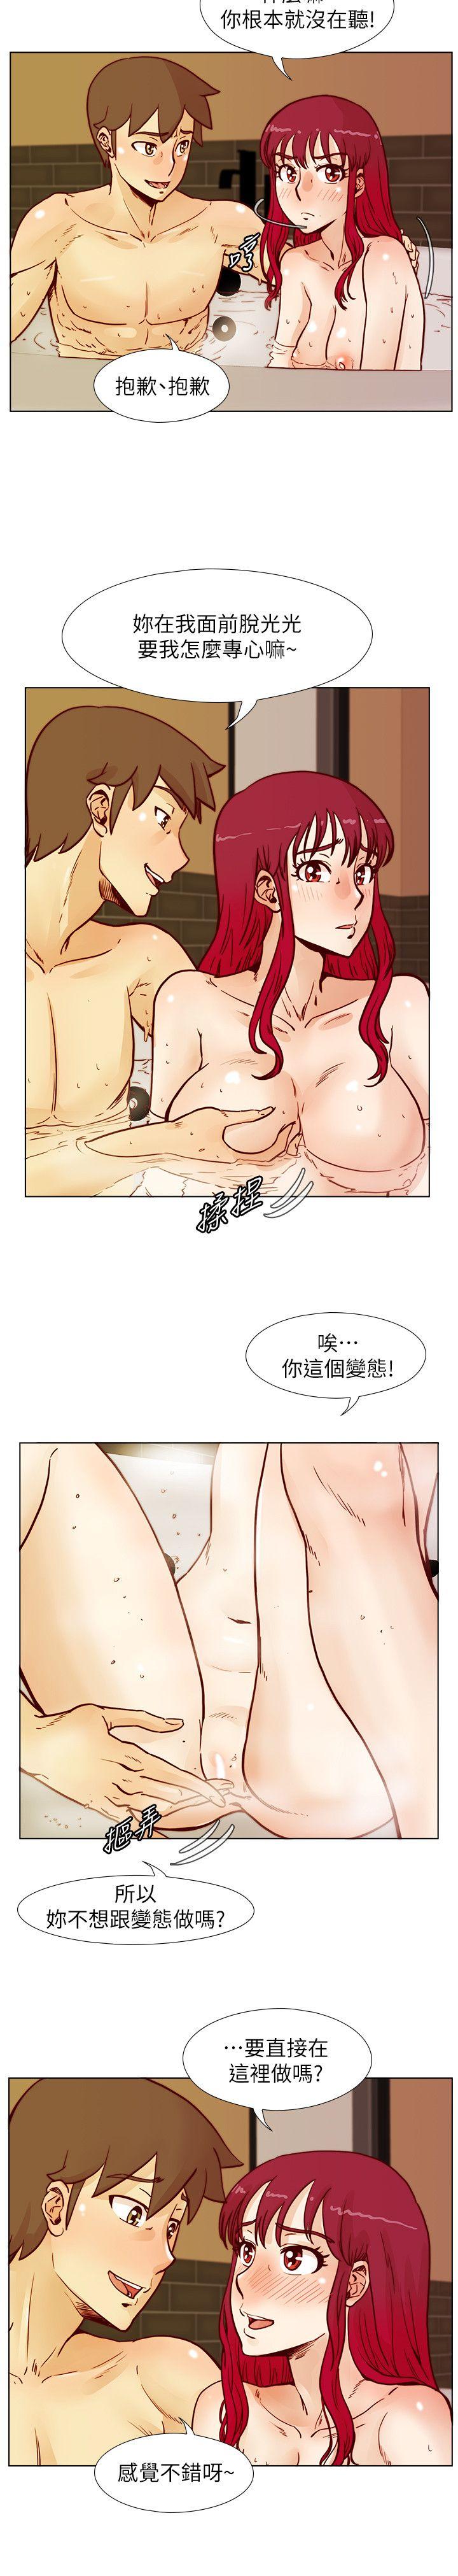 你根本就沒在聽!
哼
抱歉、抱歉
妳在我面前脫光光
要我怎麼專心嘛~
揉捏
唉…
你這個變態!
摳弄
所以
妳不想跟變態做嗎?
…要直接在
這裡做嗎?
感覺不錯呀~